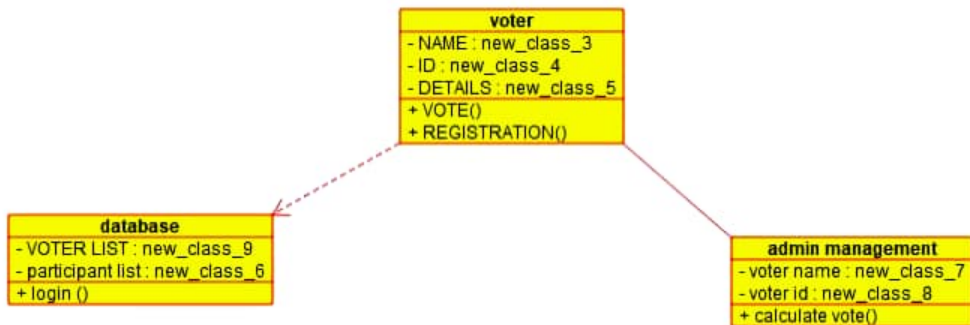 voter
- NAME : new_class_3
- ID : new_class_4
- DETAILS : new_class_5
+ VOTE()
+ REGISTRATION()
database
- VOTER LIST : new_class_9
- participant list : new_class_6
+ login ()
admin management
- voter name : new_class_7
- voter id : new_class_8
+ calculate vote()